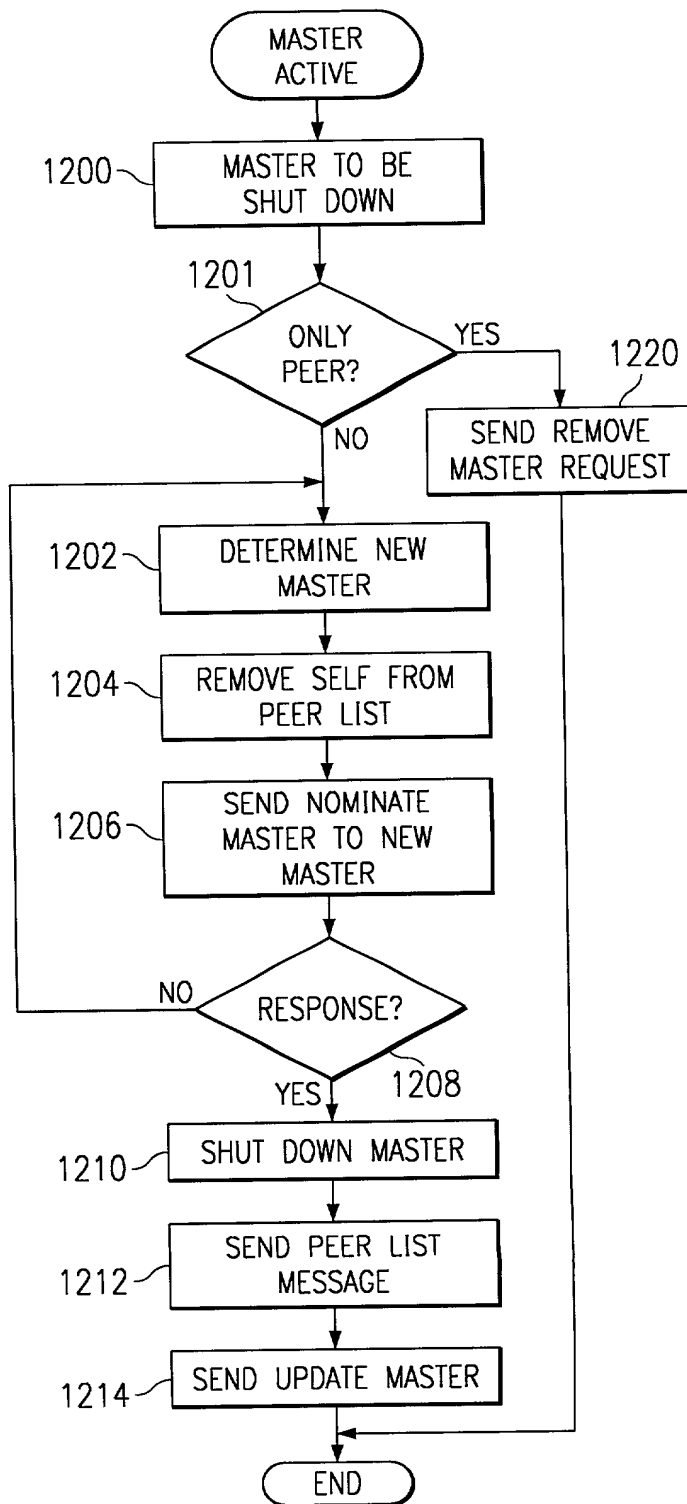 MASTER
ACTIVE
1200
MASTER TO BE
SHUT DOWN
1201
ONLY
PEER?
YES
NO
1220
SEND REMOVE
MASTER REQUEST
1202
DETERMINE NEW
MASTER
1204
REMOVE SELF FROM
PEER LIST
1206
SEND NOMINATE
MASTER TO NEW
MASTER
NO
RESPONSE?
1208
YES
1210
SHUT DOWN MASTER
1212
SEND PEER LIST
MESSAGE
1214
SEND UPDATE MASTER
END